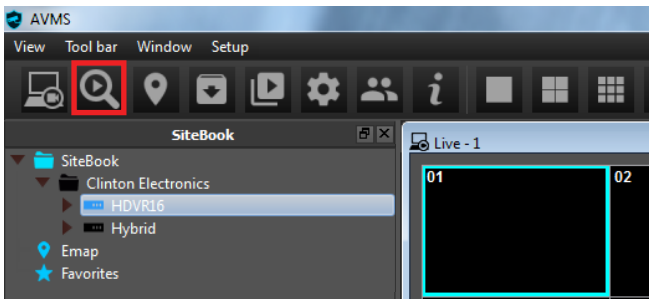 AVMS
View Tool bar Window Setup
SiteBook
Live - 1
SiteBook
Clinton Electronics
HDVR16
Hybrid
Emap
Favorites
01
02